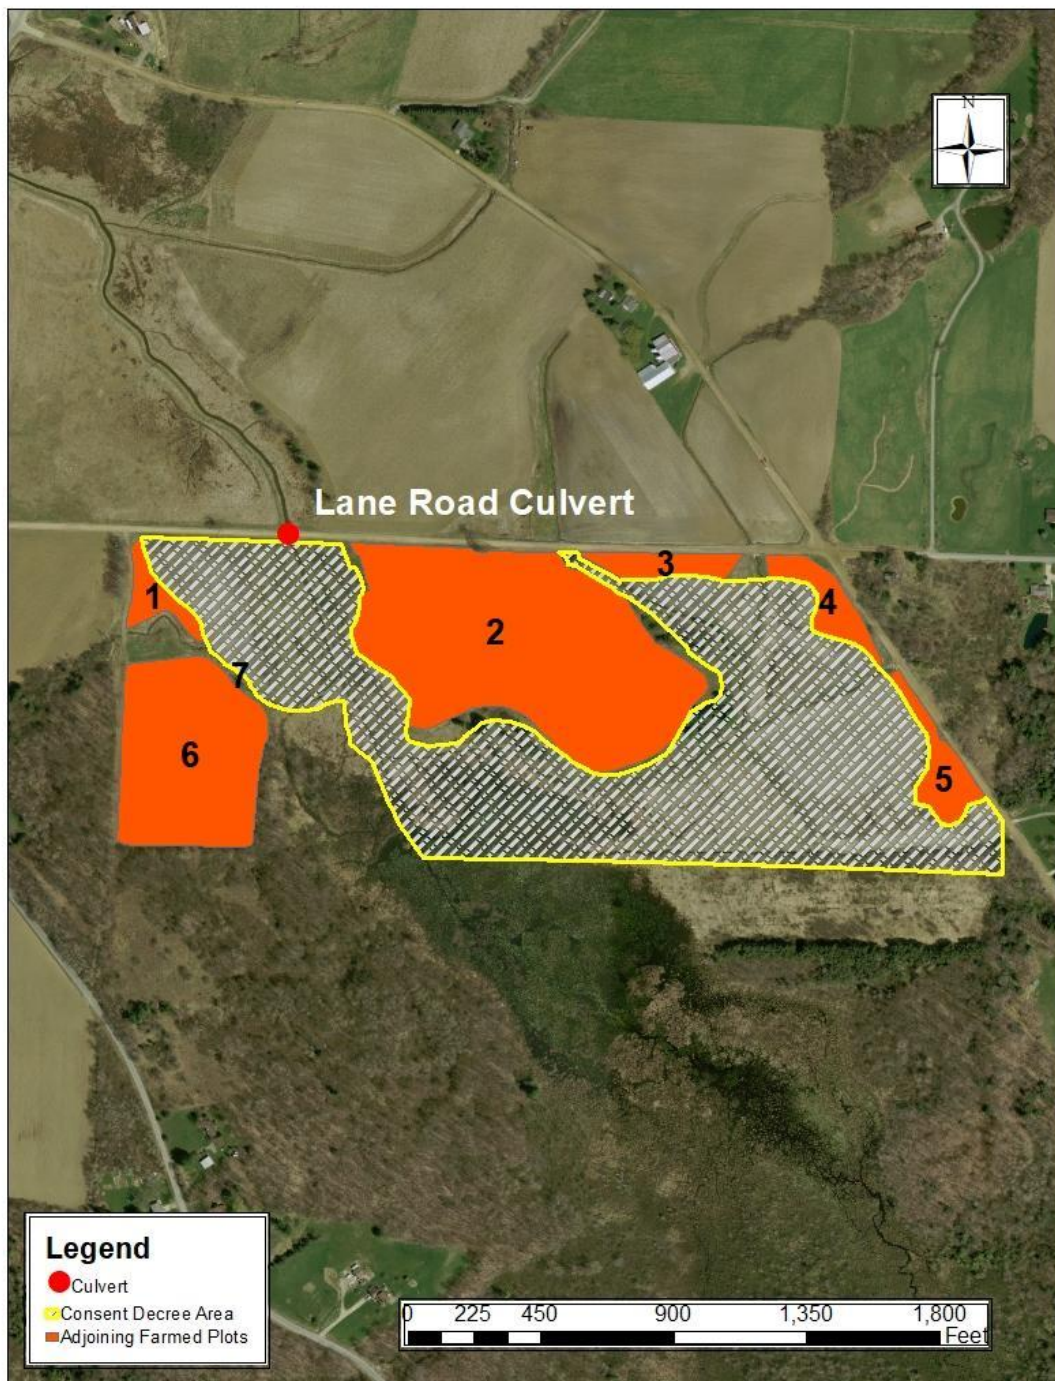 N
Lane Road Culvert
3
1
4
2
7
6
5
Legend
Culvert
Consent Decree Area
Adjoining Farmed Plots
0 225 450 900 1,350 1,800
Feet